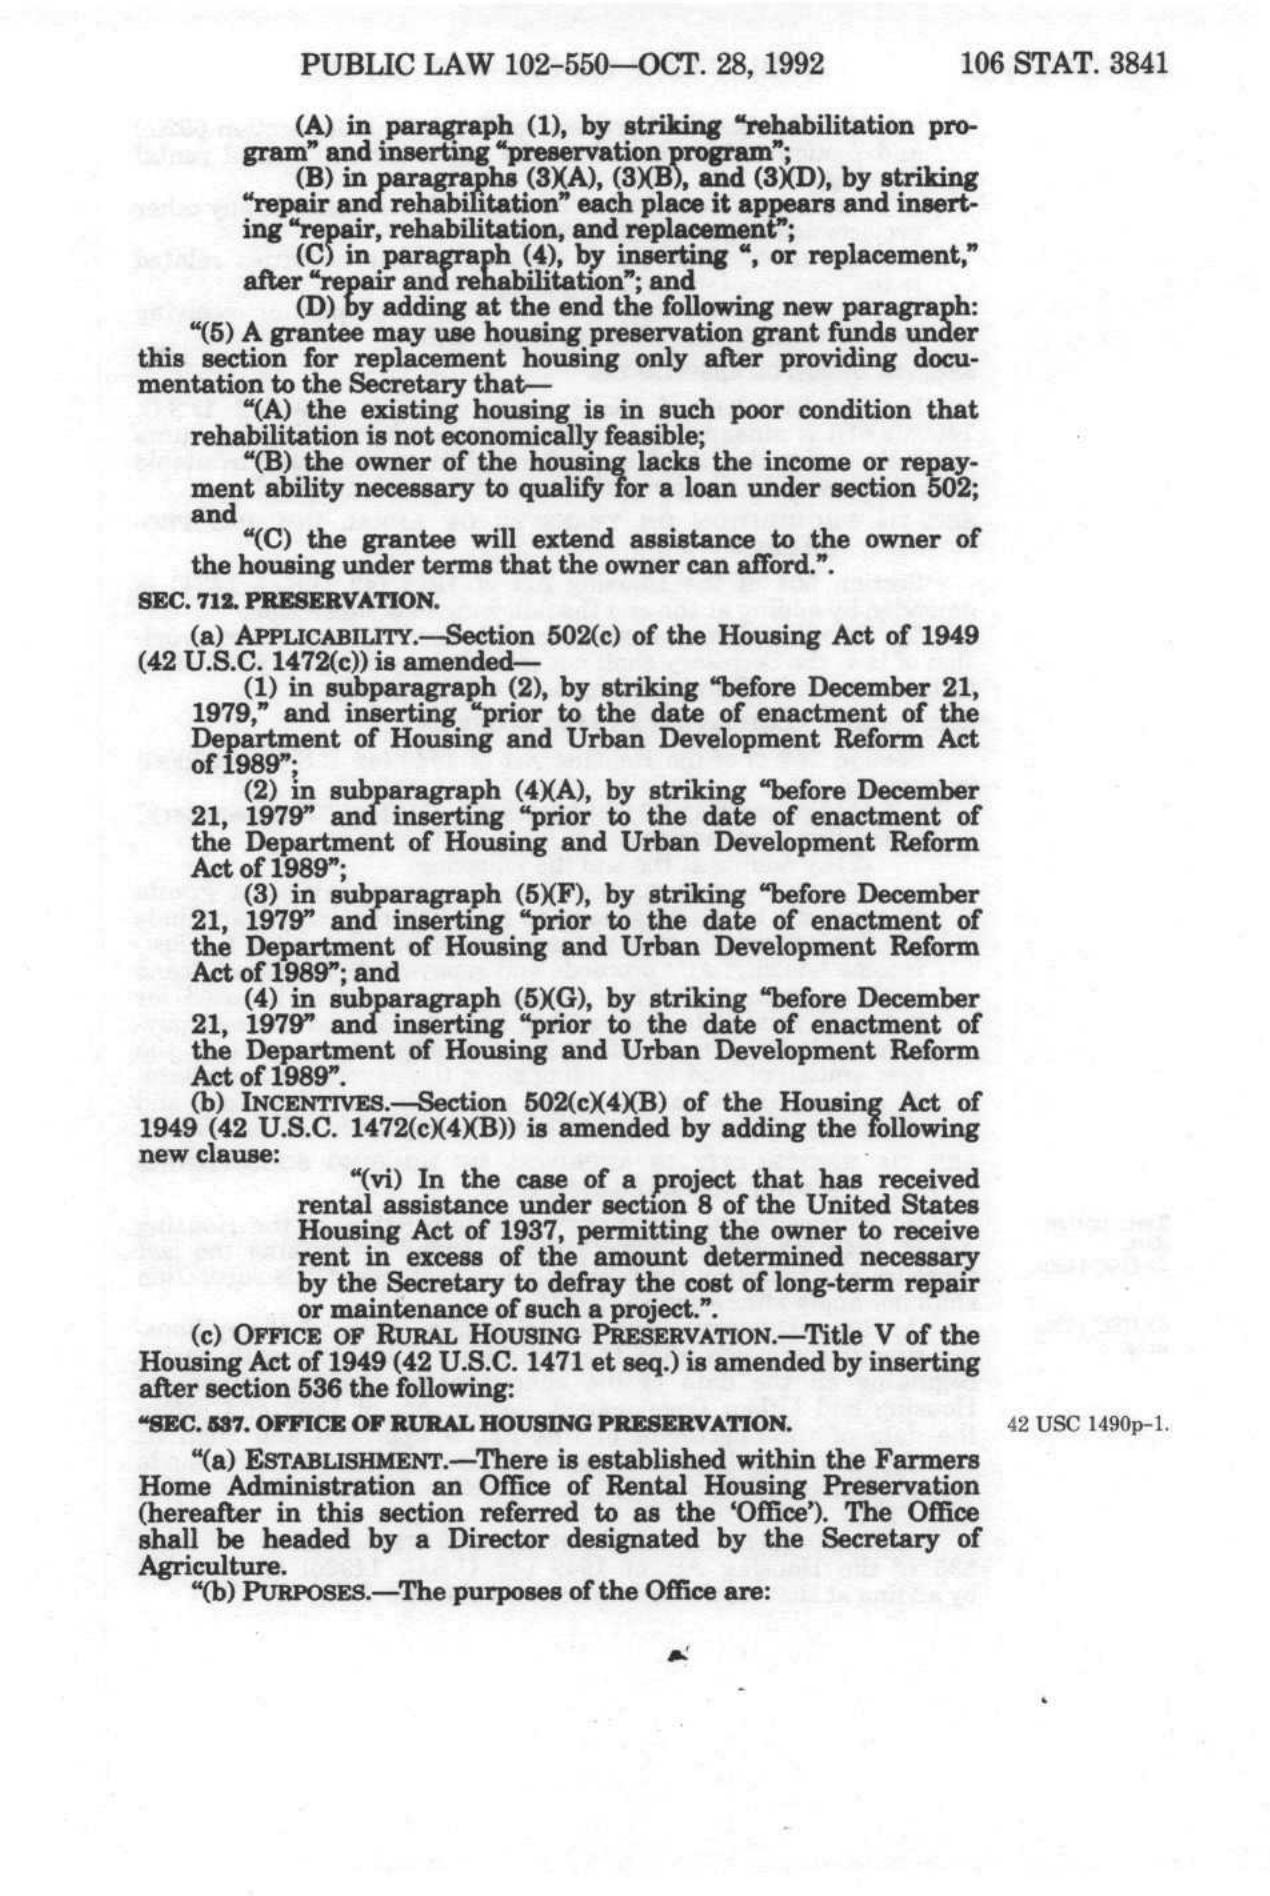 PUBLIC LAW 102-550—OCT. 28, 1992 106 STAT. 3841
(A) in paragraph (1), by striking “rehabilitation pro-
gram” and inserting “preservation program”;
(B) in paragraphs (3)(A), (3)(B), and (3)(D), by striking
“repair and rehabilitation” each place it appears and insert-
ing “repair, rehabilitation, and replacement”;
(C) in paragraph (4), by inserting “, or replacement,”
after “repair and rehabilitation”; and
(D) by adding at the end the following new paragraph:
“(5) A grantee may use housing preservation grant funds under
this section for replacement housing only after providing docu-
mentation to the Secretary that—
“(A) the existing housing is in such poor condition that
rehabilitation is not economically feasible;
“(B) the owner of the housing lacks the income or repay-
ment ability necessary to qualify for a loan under section 502;
and
“(C) the grantee will extend assistance to the owner of
the housing under terms that the owner can afford.”.
SEC. 712. PRESERVATION.
(a) APPLICABILITY.—Section 502(c) of the Housing Act of 1949
(42 U.S.C. 1472(c)) is amended—
(1) in subparagraph (2), by striking “before December 21,
1979,” and inserting “prior to the date of enactment of the
Department of Housing and Urban Development Reform Act
of 1989”;
(2) in subparagraph (4)(A), by striking “before December
21, 1979” and inserting “prior to the date of enactment of
the Department of Housing and Urban Development Reform
Act of 1989”;
(3) in subparagraph (5)(F), by striking “before December
21, 1979” and inserting “prior to the date of enactment of
the Department of Housing and Urban Development Reform
Act of 1989”; and
(4) in subparagraph (5)(G), by striking “before December
21, 1979” and inserting “prior to the date of enactment of
the Department of Housing and Urban Development Reform
Act of 1989”.
(b) INCENTIVES.—Section 502(c)(4)(B) of the Housing Act of
1949 (42 U.S.C. 1472(c)(4)(B)) is amended by adding the following
new clause:
“(vi) In the case of a project that has received
rental assistance under section 8 of the United States
Housing Act of 1937, permitting the owner to receive
rent in excess of the amount determined necessary
by the Secretary to defray the cost of long-term repair
or maintenance of such a project.”.
(c) OFFICE OF RURAL HOUSING PRESERVATION.—Title V of the
Housing Act of 1949 (42 U.S.C. 1471 et seq.) is amended by inserting
after section 536 the following:
“SEC. 537. OFFICE OF RURAL HOUSING PRESERVATION. 42 USC 1490p-1.
“(a) ESTABLISHMENT.—There is established within the Farmers
Home Administration an Office of Rental Housing Preservation
(hereafter in this section referred to as the ‘Office’). The Office
shall be headed by a Director designated by the Secretary of
Agriculture.
“(b) PURPOSES.—The purposes of the Office are: